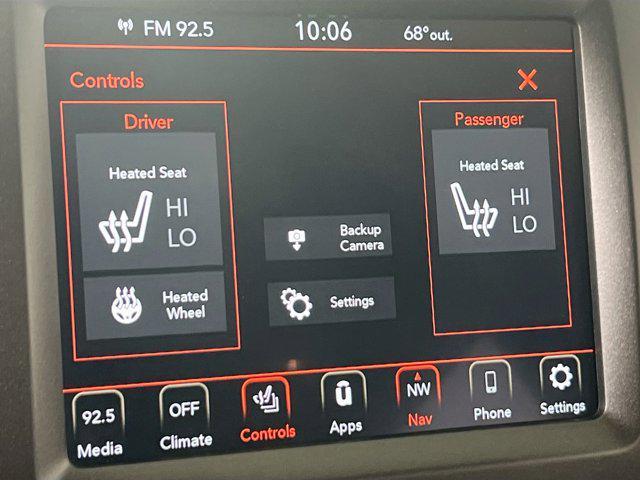 FM 92.5 10:06 68°out.
Controls
Driver
Heated Seat
HI
LO
Heated
Wheel
Backup
Camera
Settings
Passenger
Heated Seat
HI
LO
92.5 OFF NW
Media Climate Controls Apps Nav Phone Settings